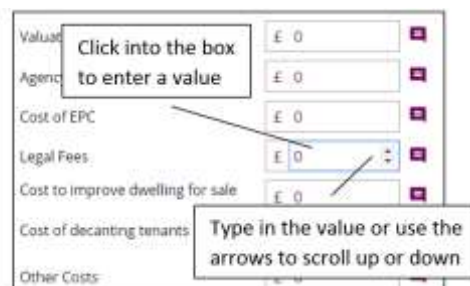 Valuat
£ 0
Click into the box
to enter a value
Agenc
£ 0
Cost of EPC
£ 0
Legal Fees
£ 0
Cost to improve dwelling for sale
£ 0
Cost of decanting tenants
Type in the value or use the
arrows to scroll up or down
Other Costs